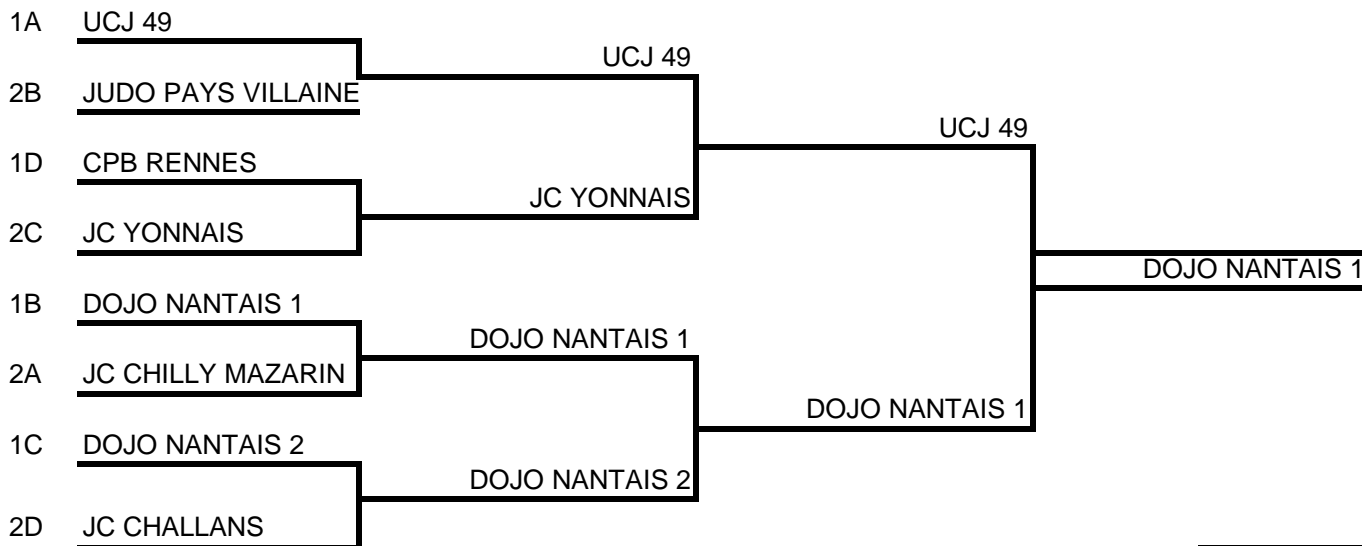 1A UCJ 49
UCJ 49
2B JUDO PAYS VILLAINE
UCJ 49
1D CPB RENNES
JC YONNAIS
2C JC YONNAIS
DOJO NANTAIS 1
1B DOJO NANTAIS 1
DOJO NANTAIS 1
2A JC CHILLY MAZARIN
DOJO NANTAIS 1
1C DOJO NANTAIS 2
DOJO NANTAIS 2
2D JC CHALLANS